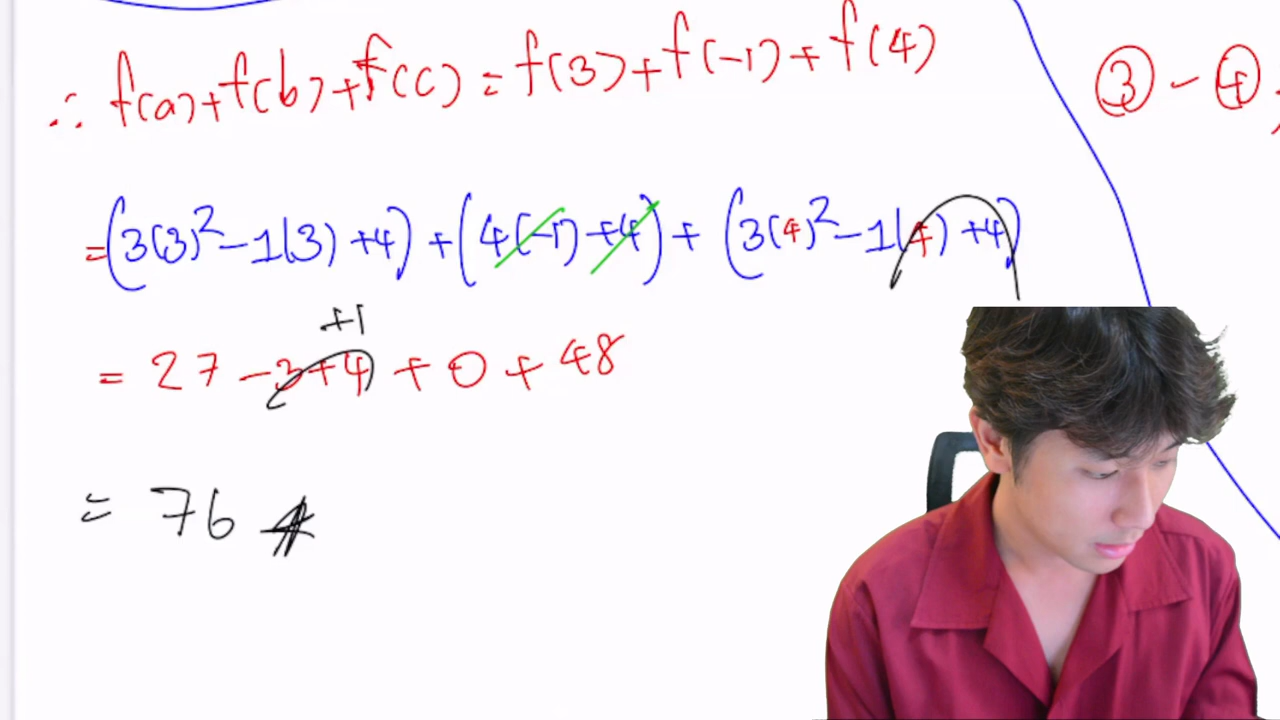 ∴ f(a)+f(b)+f(c) = f(3)+f(-1)+f(4)
③ - ④
=(3(3)²-1(3)+4)+(4(-1)+4)+(3(4)²-1(4)+4)
+1
= 27 -3+4 + 0 + 48
= 76